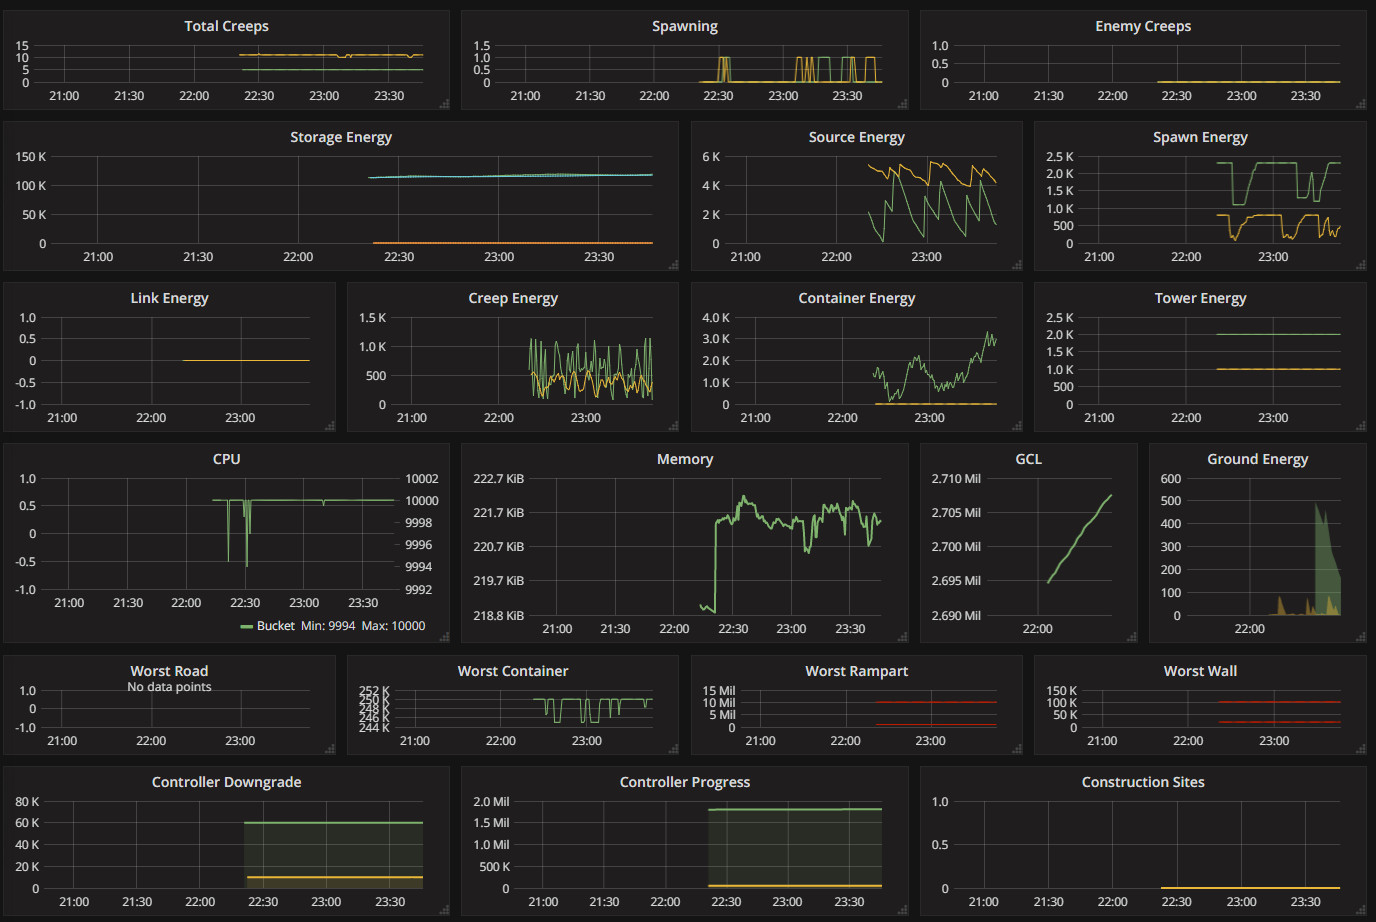 Total Creeps
15
10
5
0
21:00 21:30 22:00 22:30 23:00 23:30
Spawning
1.5
1.0
0.5
0
21:00 21:30 22:00 22:30 23:00 23:30
Enemy Creeps
1.0
0.5
0
21:00 21:30 22:00 22:30 23:00 23:30
Storage Energy
150 K
100 K
50 K
0
21:00 21:30 22:00 22:30 23:00 23:30
Source Energy
6 K
4 K
2 K
0
21:00 22:00 23:00
Spawn Energy
2.5 K
2.0 K
1.5 K
1.0 K
500
0
21:00 22:00 23:00
Link Energy
1.0
0.5
0
-0.5
-1.0
21:00 22:00 23:00
Creep Energy
1.5 K
1.0 K
500
0
21:00 22:00 23:00
Container Energy
4.0 K
3.0 K
2.0 K
1.0 K
0
21:00 22:00 23:00
Tower Energy
2.5 K
2.0 K
1.5 K
1.0 K
500
0
21:00 22:00 23:00
CPU
1.0 10002
0.5 10000
9998
0 9996
-0.5 9994
-1.0 9992
21:00 21:30 22:00 22:30 23:00 23:30
Bucket Min: 9994 Max: 10000
Memory
222.7 KiB
221.7 KiB
220.7 KiB
219.7 KiB
218.8 KiB
21:00 21:30 22:00 22:30 23:00 23:30
GCL
2.710 Mil
2.705 Mil
2.700 Mil
2.695 Mil
2.690 Mil
22:00
Ground Energy
600
500
400
300
200
100
0
22:00
Worst Road
No data points
1.0
0
-1.0
21:00 22:00 23:00
Worst Container
252 K
250 K
248 K
246 K
244 K
21:00 22:00 23:00
Worst Rampart
15 Mil
10 Mil
5 Mil
0
21:00 22:00 23:00
Worst Wall
150 K
100 K
50 K
0
21:00 22:00 23:00
Controller Downgrade
80 K
60 K
40 K
20 K
0
21:00 21:30 22:00 22:30 23:00 23:30
Controller Progress
2.0 Mil
1.5 Mil
1.0 Mil
500 K
0
21:00 21:30 22:00 22:30 23:00 23:30
Construction Sites
1.0
0.5
0
21:00 21:30 22:00 22:30 23:00 23:30